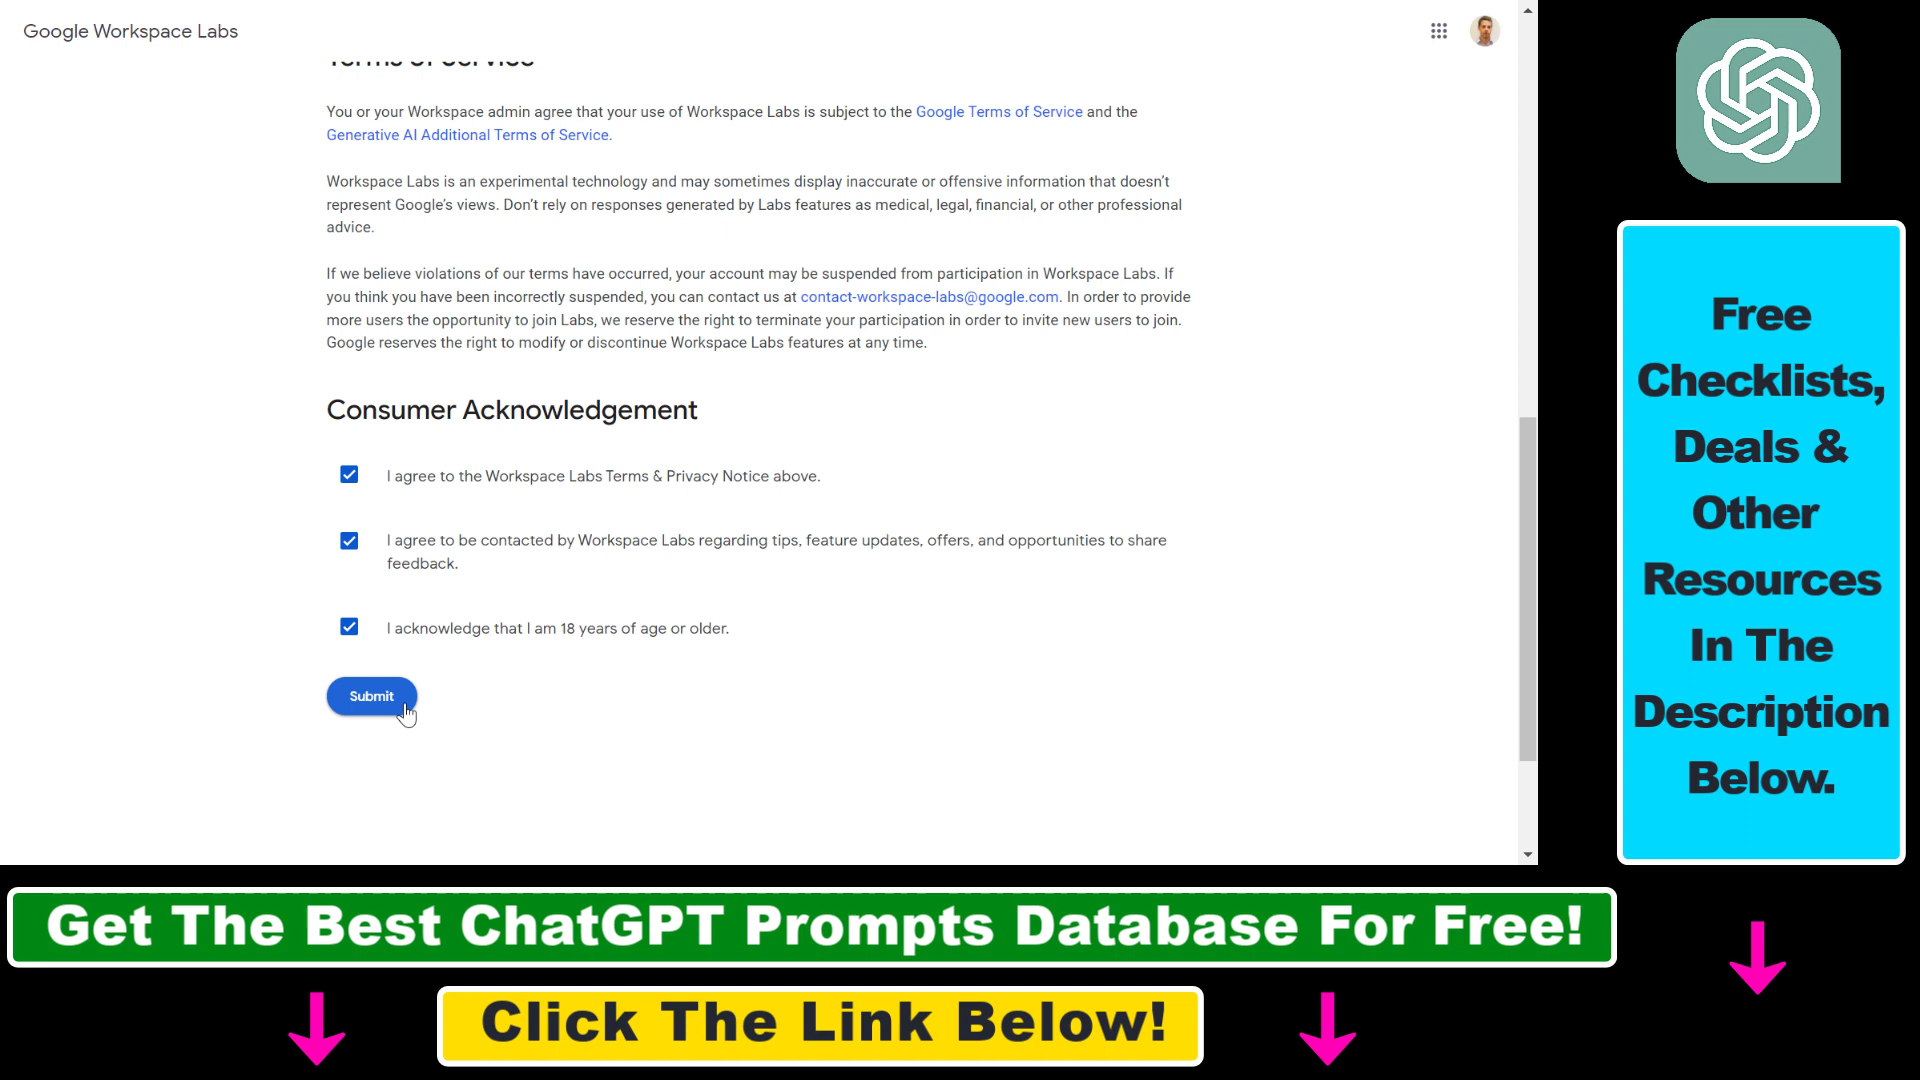 Google Workspace Labs
Terms of Service
You or your Workspace admin agree that your use of Workspace Labs is subject to the Google Terms of Service and the
Generative AI Additional Terms of Service.
Workspace Labs is an experimental technology and may sometimes display inaccurate or offensive information that doesn't
represent Google's views. Don't rely on responses generated by Labs features as medical, legal, financial, or other professional
advice.
If we believe violations of our terms have occurred, your account may be suspended from participation in Workspace Labs. If
you think you have been incorrectly suspended, you can contact us at contact-workspace-labs@google.com. In order to provide
more users the opportunity to join Labs, we reserve the right to terminate your participation in order to invite new users to join.
Google reserves the right to modify or discontinue Workspace Labs features at any time.
Consumer Acknowledgement
I agree to the Workspace Labs Terms & Privacy Notice above.
I agree to be contacted by Workspace Labs regarding tips, feature updates, offers, and opportunities to share
feedback.
I acknowledge that I am 18 years of age or older.
Submit
Free
Checklists,
Deals &
Other
Resources
In The
Description
Below.
Get The Best ChatGPT Prompts Database For Free!
Click The Link Below!